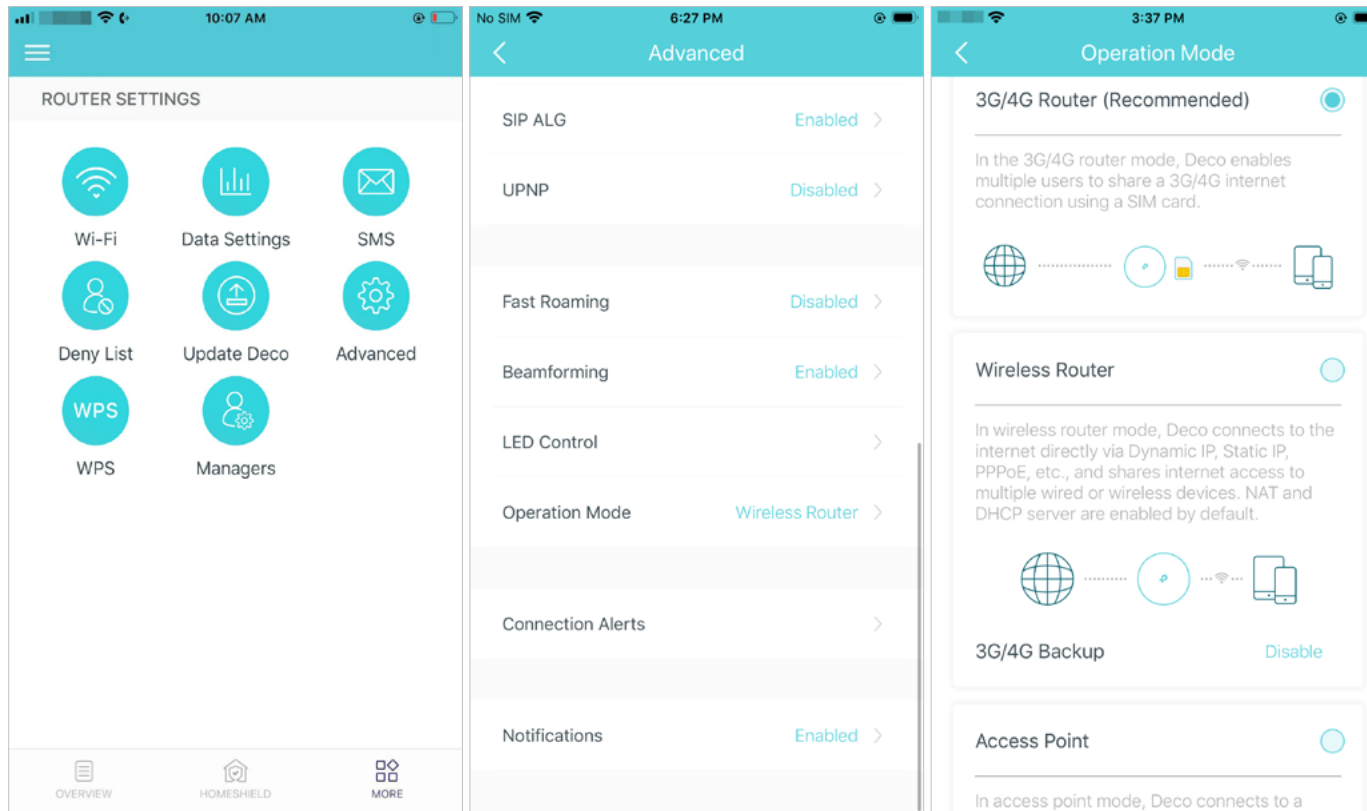 10:07 AM
ROUTER SETTINGS
Wi-Fi
Data Settings
SMS
Deny List
Update Deco
Advanced
WPS
WPS
Managers
OVERVIEW
HOMESHIELD
MORE
No SIM
6:27 PM
Advanced
SIP ALG
Enabled
UPNP
Disabled
Fast Roaming
Disabled
Beamforming
Enabled
LED Control
Operation Mode
Wireless Router
Connection Alerts
Notifications
Enabled
3:37 PM
Operation Mode
3G/4G Router (Recommended)
In the 3G/4G router mode, Deco enables
multiple users to share a 3G/4G internet
connection using a SIM card.
Wireless Router
In wireless router mode, Deco connects to the
internet directly via Dynamic IP, Static IP,
PPPoE, etc., and shares internet access to
multiple wired or wireless devices. NAT and
DHCP server are enabled by default.
3G/4G Backup
Disable
Access Point
In access point mode, Deco connects to a